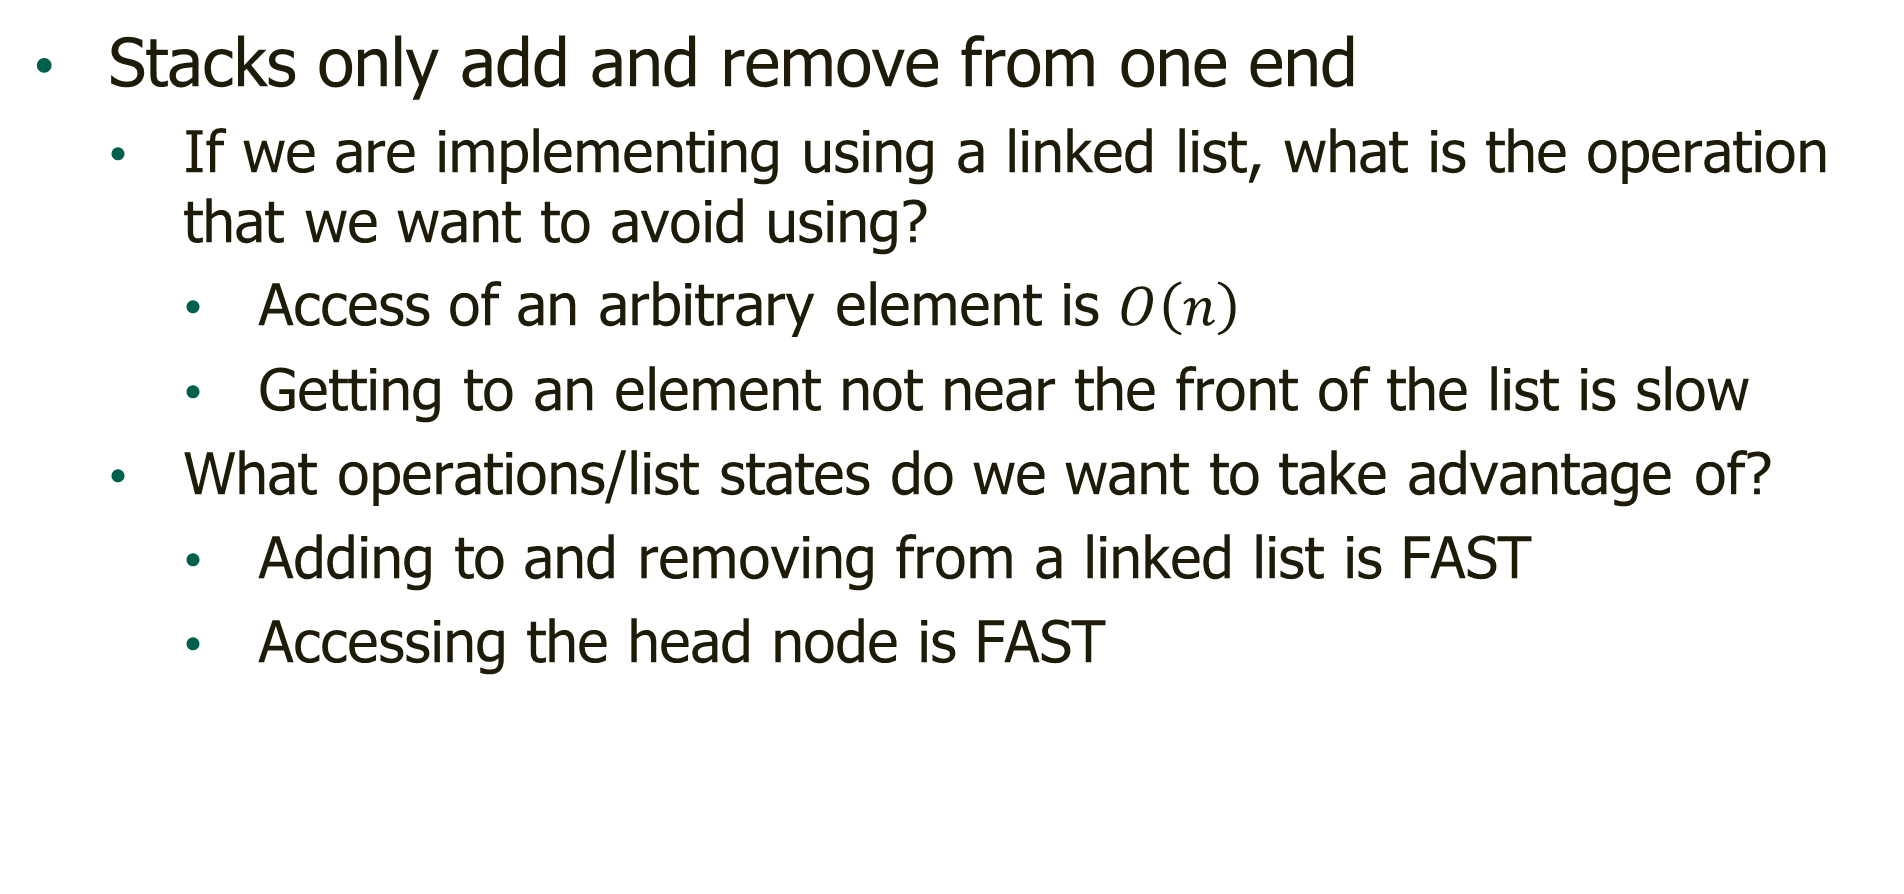 • Stacks only add and remove from one end
• If we are implementing using a linked list, what is the operation
that we want to avoid using?
• Access of an arbitrary element is O(n)
• Getting to an element not near the front of the list is slow
• What operations/list states do we want to take advantage of?
• Adding to and removing from a linked list is FAST
• Accessing the head node is FAST